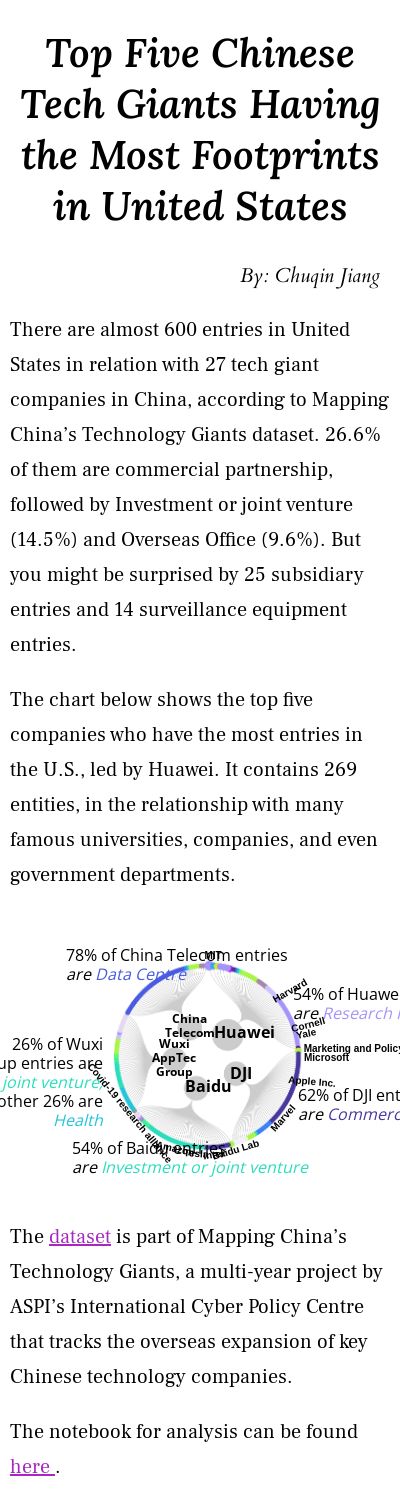 Top Five Chinese
Tech Giants Having
the Most Footprints
in United States
By: Chuqin Jiang
There are almost 600 entries in United
States in relation with 27 tech giant
companies in China, according to Mapping
China's Technology Giants dataset. 26.6%
of them are commercial partnership,
followed by Investment or joint venture
(14.5%) and Overseas Office (9.6%). But
you might be surprised by 25 subsidiary
entries and 14 surveillance equipment
entries.
The chart below shows the top five
companies who have the most entries in
the U.S., led by Huawei. It contains 269
entities, in the relationship with many
famous universities, companies, and even
government departments.
78% of China Telecom entries
are Data Centre
MIT
Harvard
54% of Huawe
are Research
Cornell
Yale
Marketing and Policy
Microsoft
Apple Inc.
62% of DJI ent
are Commerc
Marvel
China
Telecom
Huawei
Wuxi
AppTec
Group
DJI
Baidu
26% of Wuxi
up entries are
joint venture,
other 26% are
Health
Covid-19 research alliance
Baidu Lab
54% of Baidu entries
are Investment or joint venture
The dataset is part of Mapping China's
Technology Giants, a multi-year project by
ASPI's International Cyber Policy Centre
that tracks the overseas expansion of key
Chinese technology companies.
The notebook for analysis can be found
here .